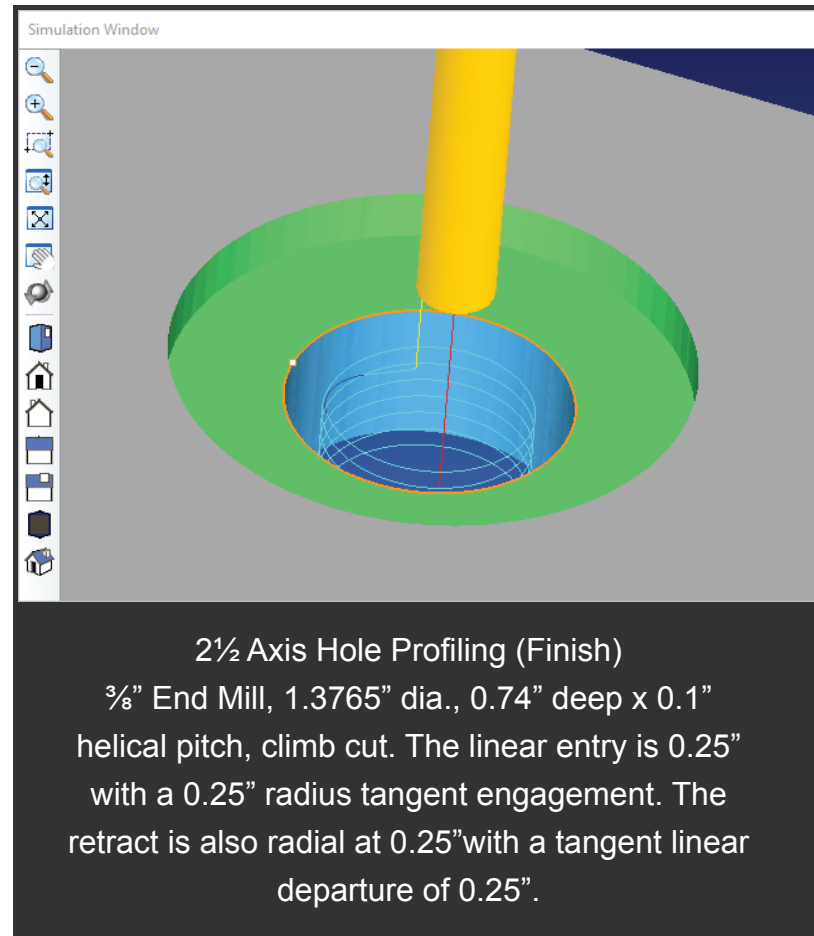 Simulation Window
2½ Axis Hole Profiling (Finish)
⅜” End Mill, 1.3765” dia., 0.74” deep x 0.1”
helical pitch, climb cut. The linear entry is 0.25”
with a 0.25” radius tangent engagement. The
retract is also radial at 0.25”with a tangent linear
departure of 0.25”.